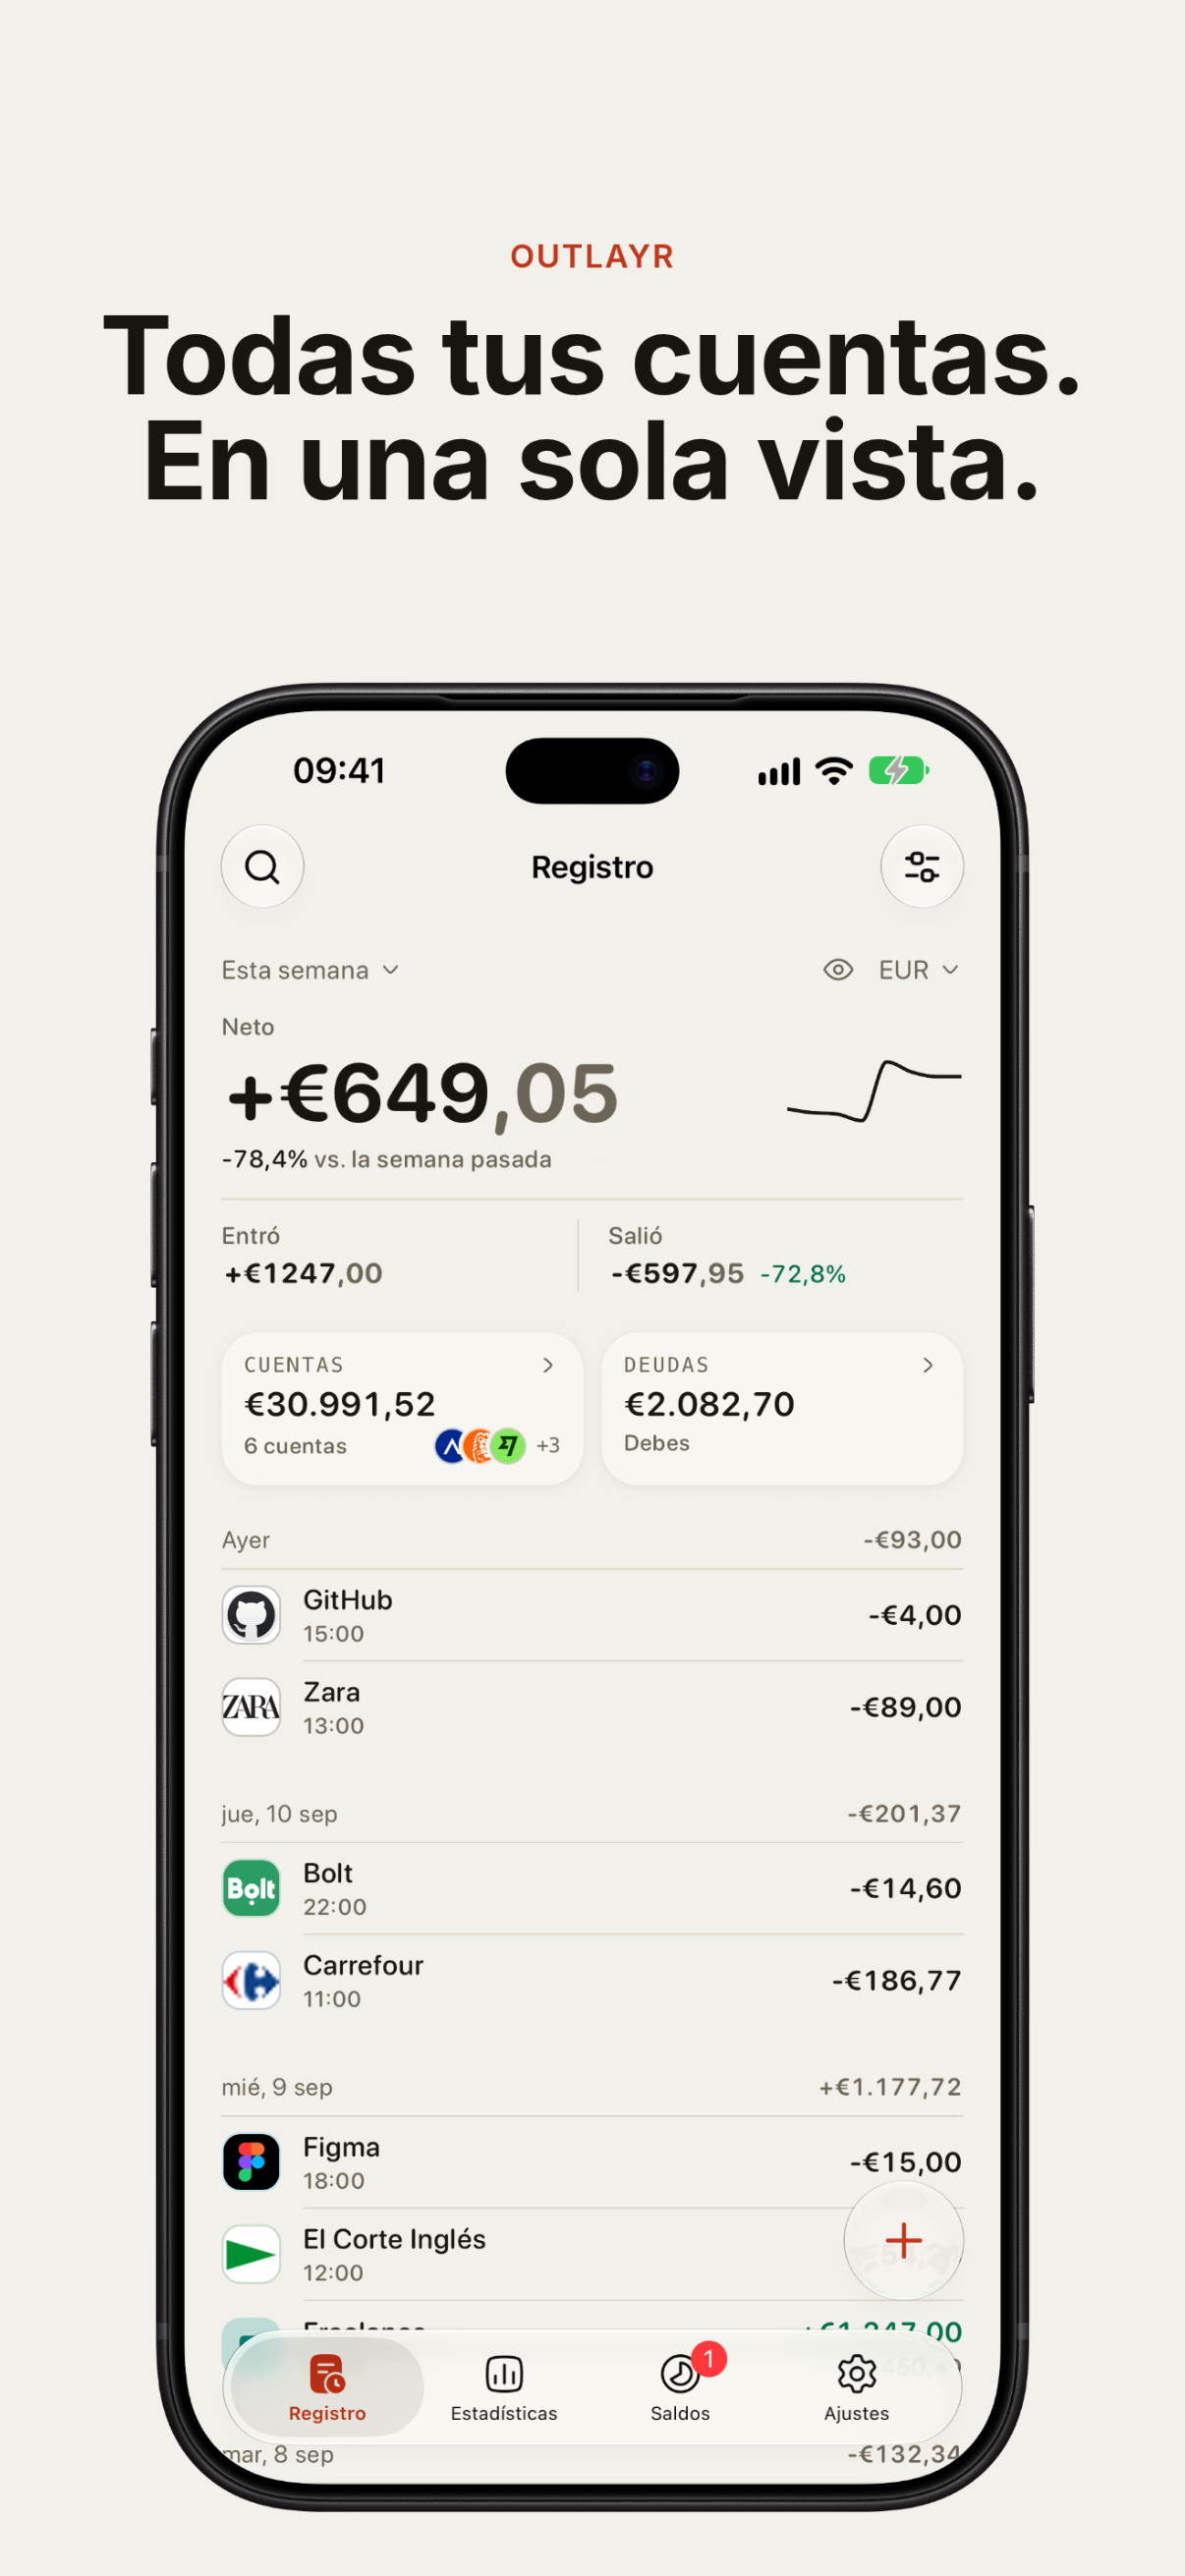 OUTLAYR
Todas tus cuentas.
En una sola vista.
09:41
Registro
Esta semana
EUR
Neto
+€649,05
-78,4% vs. la semana pasada
Entró
+€1247,00
Salió
-€597,95 -72,8%
CUENTAS
€30.991,52
6 cuentas
+3
DEUDAS
€2.082,70
Debes
Ayer -€93,00
GitHub
15:00
-€4,00
ZARA
Zara
13:00
-€89,00
jue, 10 sep -€201,37
Bolt
Bolt
22:00
-€14,60
Carrefour
11:00
-€186,77
mié, 9 sep +€1.177,72
Figma
18:00
-€15,00
El Corte Inglés
12:00
Freelance
+€1.247,00
1
Registro
Estadísticas
Saldos
Ajustes
mar, 8 sep -€132,34